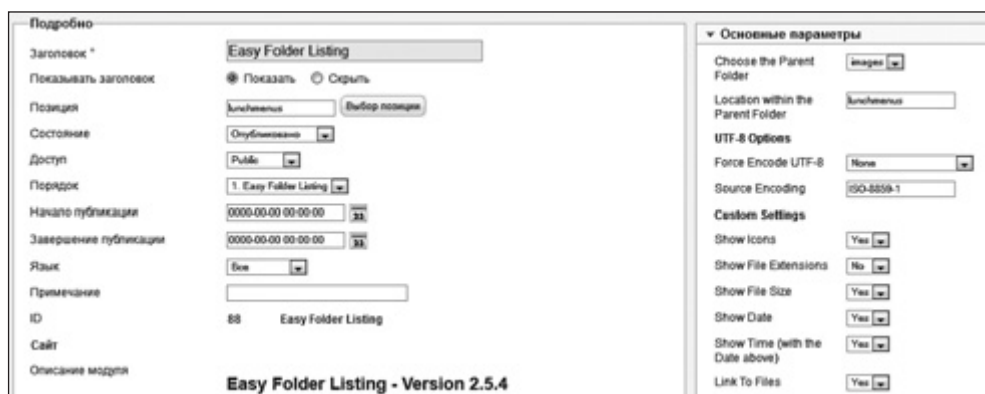 Подробно
Заголовок *
Easy Folder Listing
Показывать заголовок
Показать
Скрыть
Позиция
lunchmenus
Выбор позиции
Состояние
Опубликовано
Доступ
Public
Порядок
1. Easy Folder Listing
Начало публикации
0000-00-00 00:00:00
23
Завершение публикации
0000-00-00 00:00:00
23
Язык
Все
Примечание
ID
88
Easy Folder Listing
Сайт
Описание модуля
Easy Folder Listing - Version 2.5.4
Основные параметры
Choose the Parent
Folder
images
Location within the
Parent Folder
lunchmenus
UTF-8 Options
Force Encode UTF-8
None
Source Encoding
ISO-8859-1
Custom Settings
Show Icons
Yes
Show File Extensions
No
Show File Size
Yes
Show Date
Yes
Show Time (with the
Date above)
Yes
Link To Files
Yes